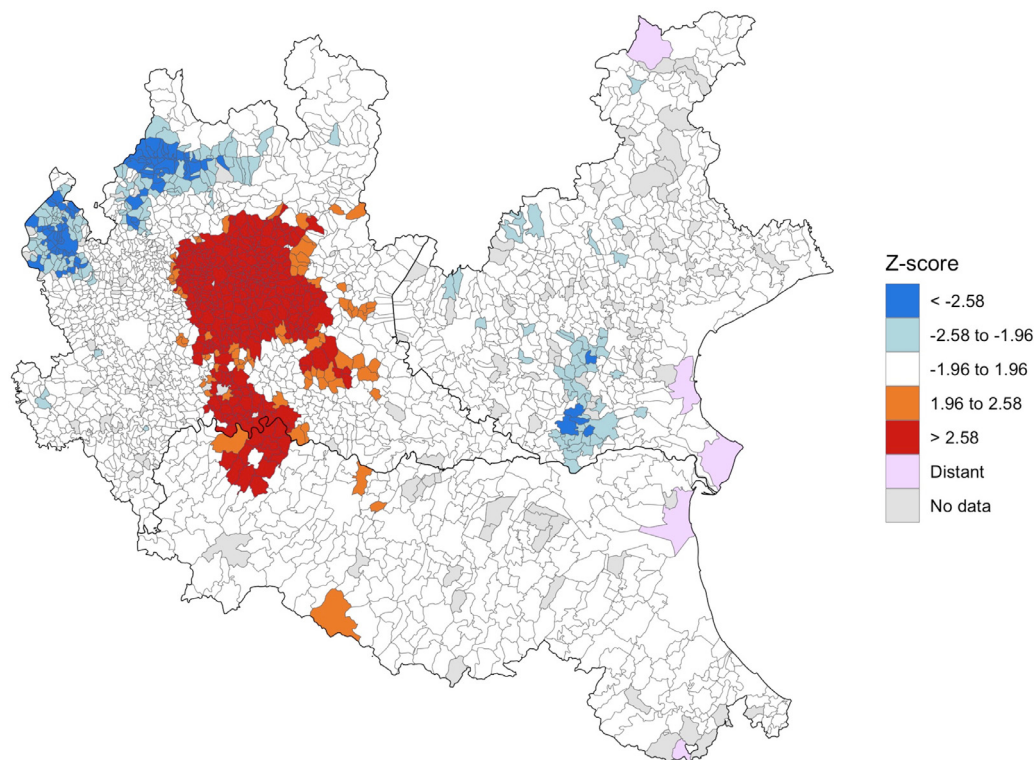 Z-score
< -2.58
-2.58 to -1.96
-1.96 to 1.96
1.96 to 2.58
> 2.58
Distant
No data